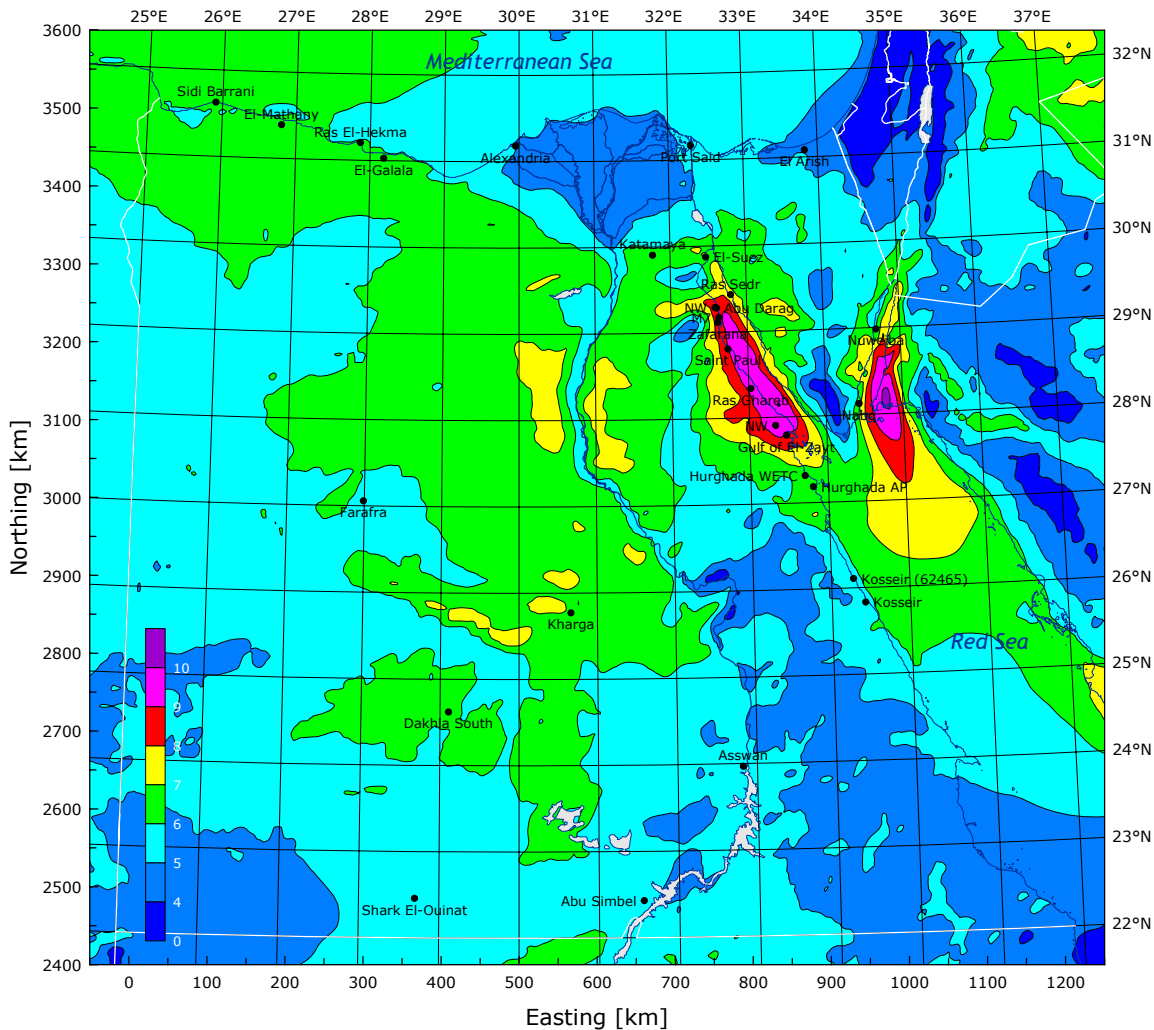 25°E 26°E 27°E 28°E 29°E 30°E 31°E 32°E 33°E 34°E 35°E 36°E 37°E
3600
3500
3400
3300
3200
3100
3000
2900
2800
2700
2600
2500
2400
Northing [km]
32°N
31°N
30°N
29°N
28°N
27°N
26°N
25°N
24°N
23°N
22°N
Mediterranean Sea
Sidi Barrani
El-Mathany
Ras El-Hekma
El-Galala
Alexandria
Port Said
El Arish
Katamaya
El-Suez
Ras Sedr
NW
Abu Darag
M
Zafarana
Saint Paul
Nuweiba
Ras Ghareb
Nabq
NW
Gulf of El-Zayt
Hurghada WETC
Hurghada AP
Farafra
Kosseir (62465)
Kosseir
Kharga
Red Sea
Dakhla South
Asswan
Shark El-Ouinat
Abu Simbel
10
9
8
7
6
5
4
0
0 100 200 300 400 500 600 700 800 900 1000 1100 1200
Easting [km]